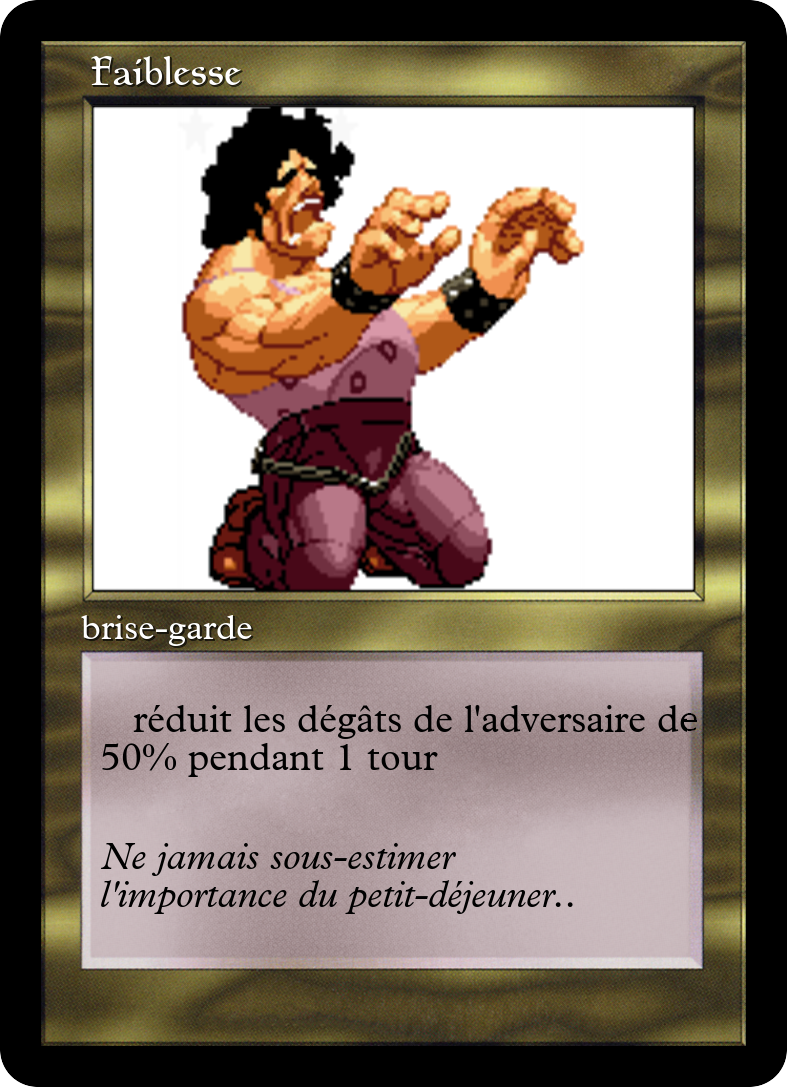 Faiblesse
brise-garde
réduit les dégâts de l'adversaire de
50% pendant 1 tour
Ne jamais sous-estimer
l'importance du petit-déjeuner..